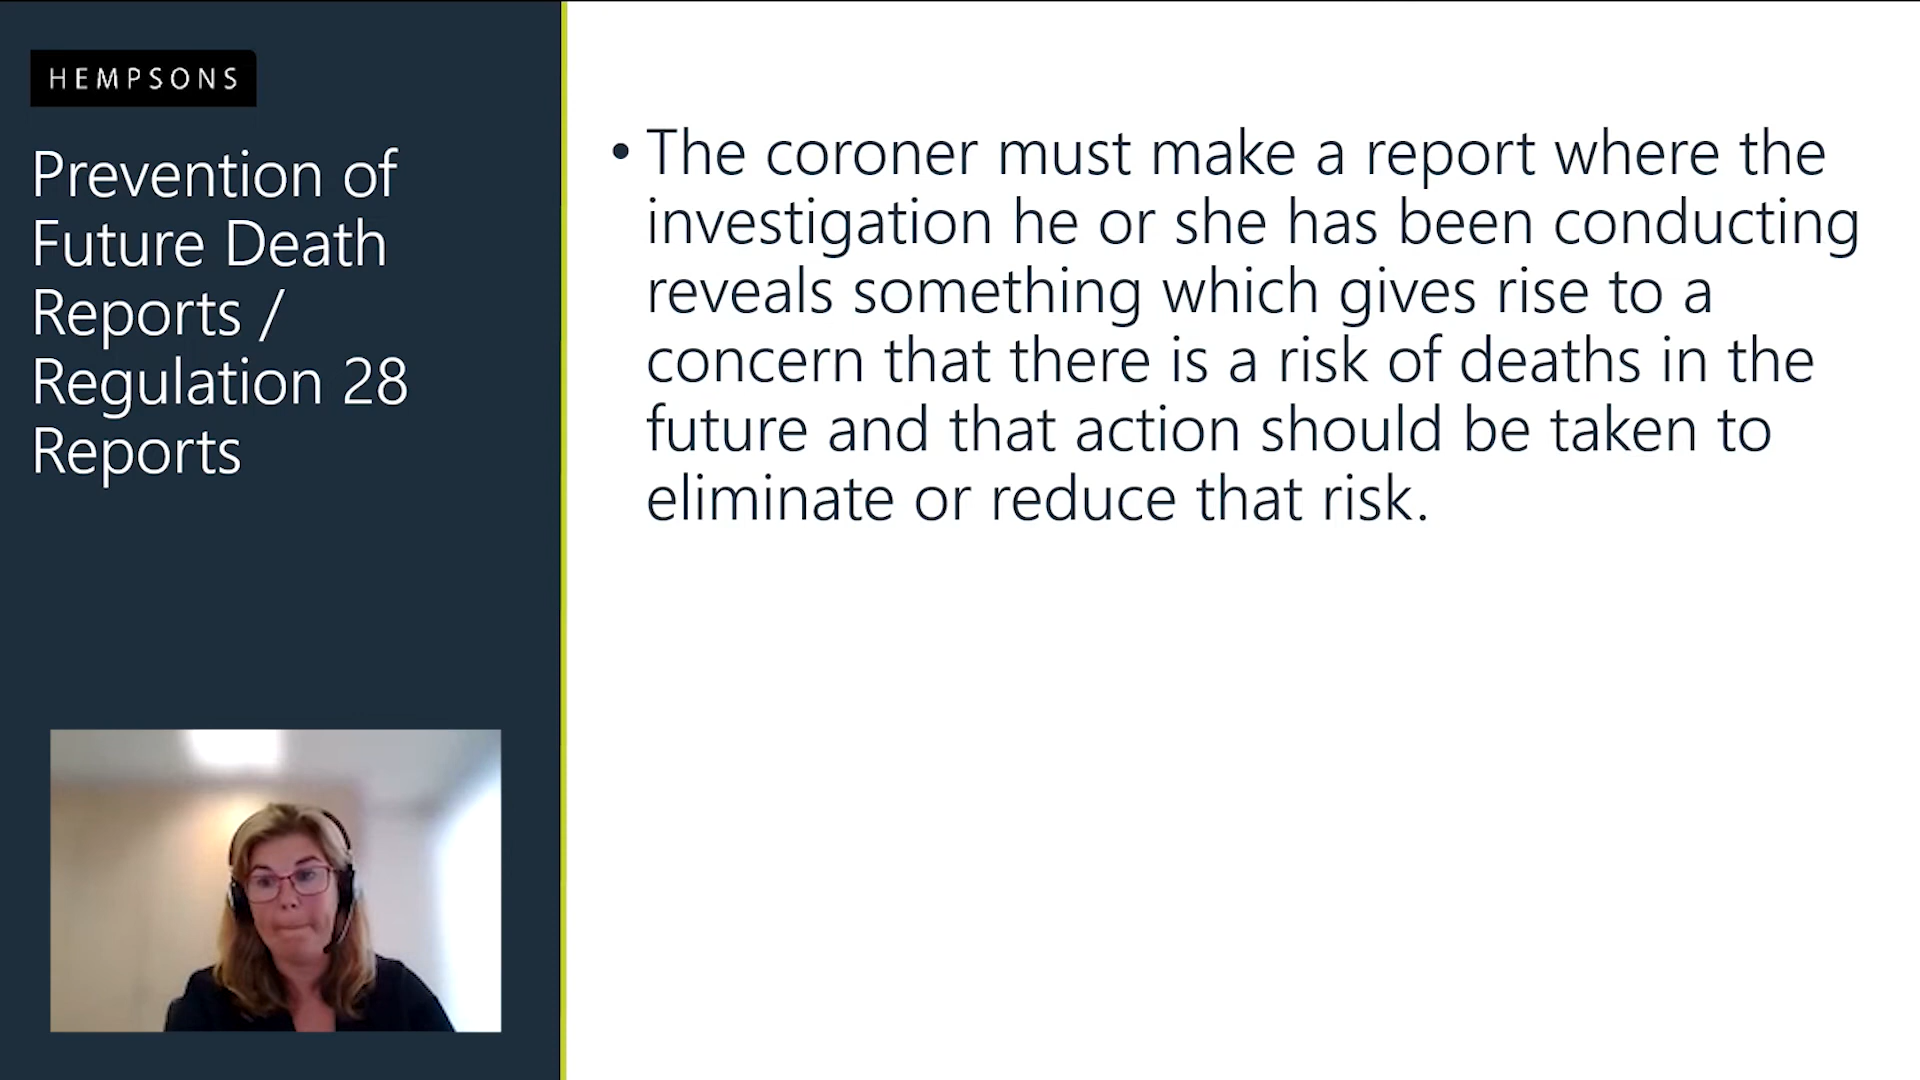 HEMPSONS
Prevention of
Future Death
Reports /
Regulation 28
Reports
• The coroner must make a report where the
investigation he or she has been conducting
reveals something which gives rise to a
concern that there is a risk of deaths in the
future and that action should be taken to
eliminate or reduce that risk.